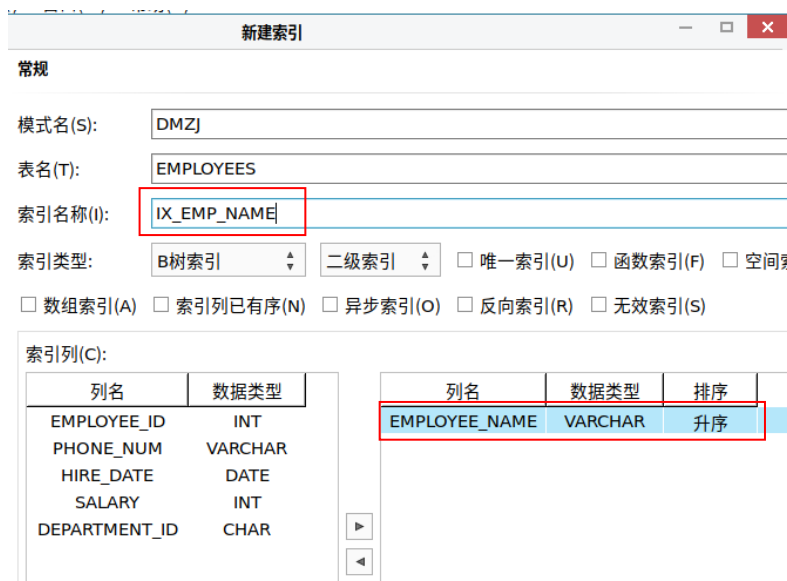 新建索引
常规
模式名(S): DMZJ
表名(T): EMPLOYEES
索引名称(I): IX_EMP_NAME
索引类型: B树索引 二级索引 唯一索引(U) 函数索引(F) 空间
数组索引(A) 索引列已有序(N) 异步索引(O) 反向索引(R) 无效索引(S)
索引列(C):
列名 数据类型 列名 数据类型 排序
EMPLOYEE_ID INT EMPLOYEE_NAME VARCHAR 升序
PHONE_NUM VARCHAR
HIRE_DATE DATE
SALARY INT
DEPARTMENT_ID CHAR